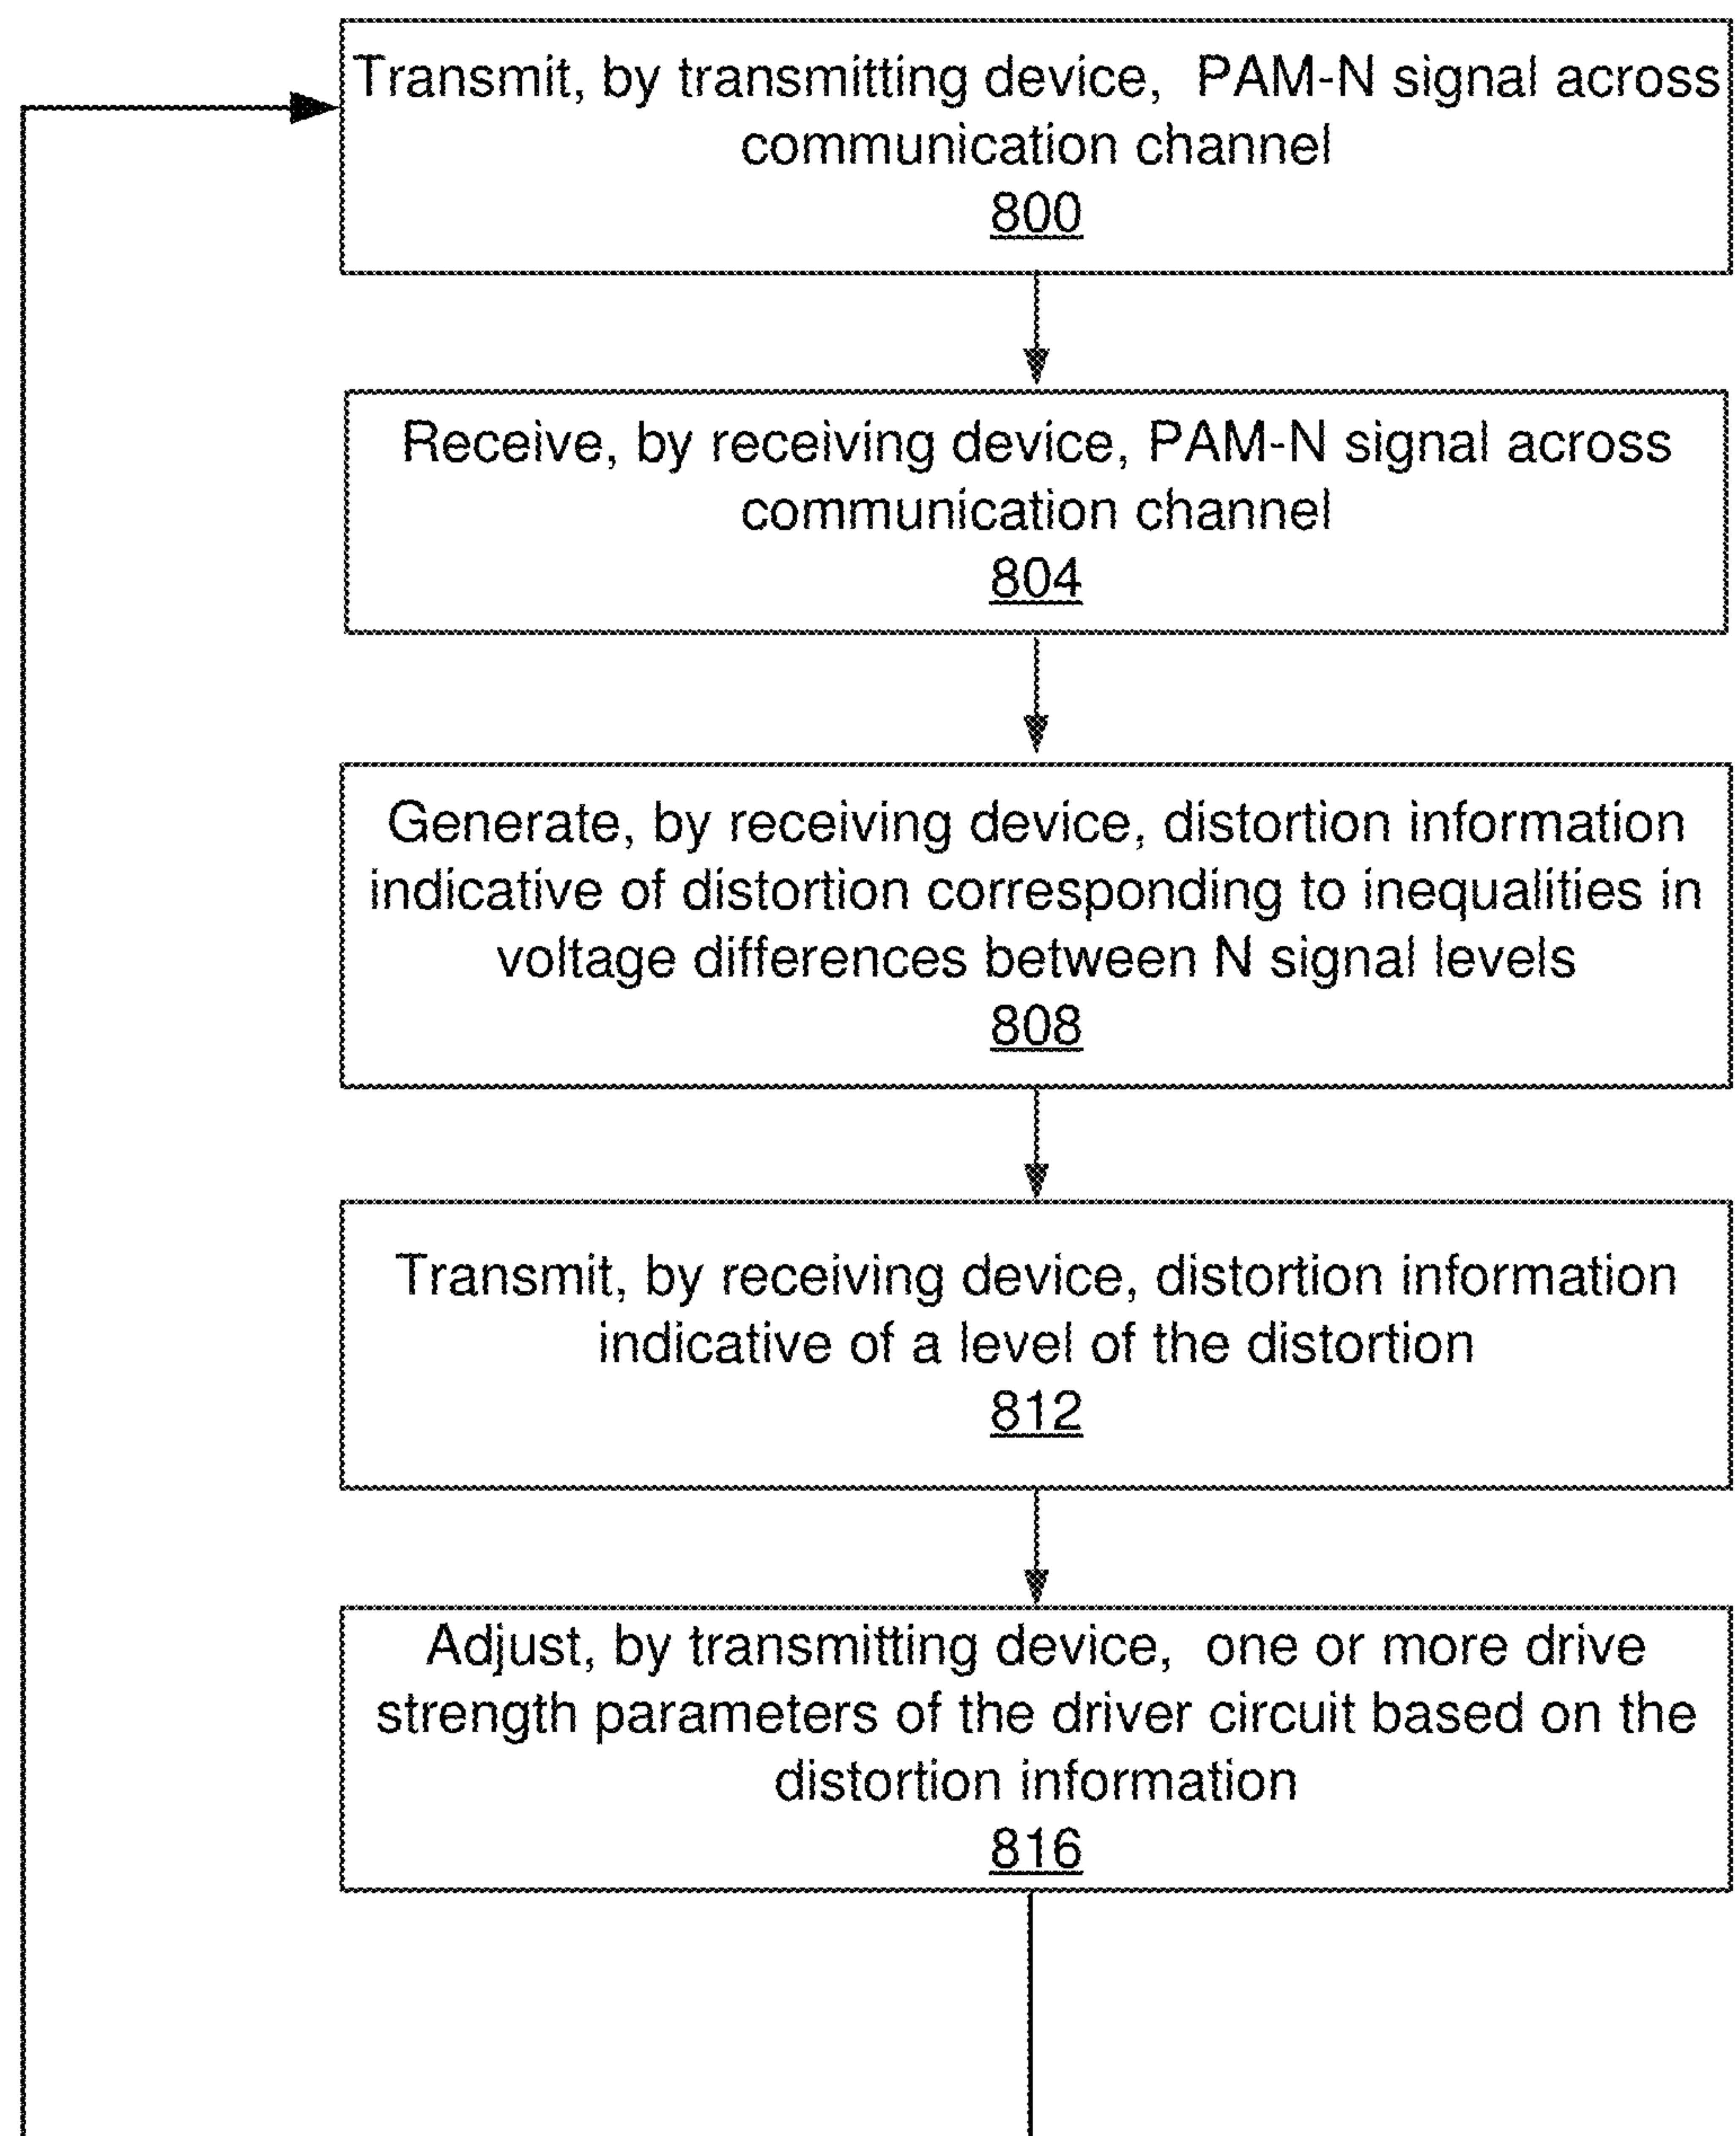 Transmit, by transmitting device, PAM-N signal across
communication channel
800
Receive, by receiving device, PAM-N signal across
communication channel
804
Generate, by receiving device, distortion information
indicative of distortion corresponding to inequalities in
voltage differences between N signal levels
808
Transmit, by receiving device, distortion information
indicative of a level of the distortion
812
Adjust, by transmitting device, one or more drive
strength parameters of the driver circuit based on the
distortion information
816